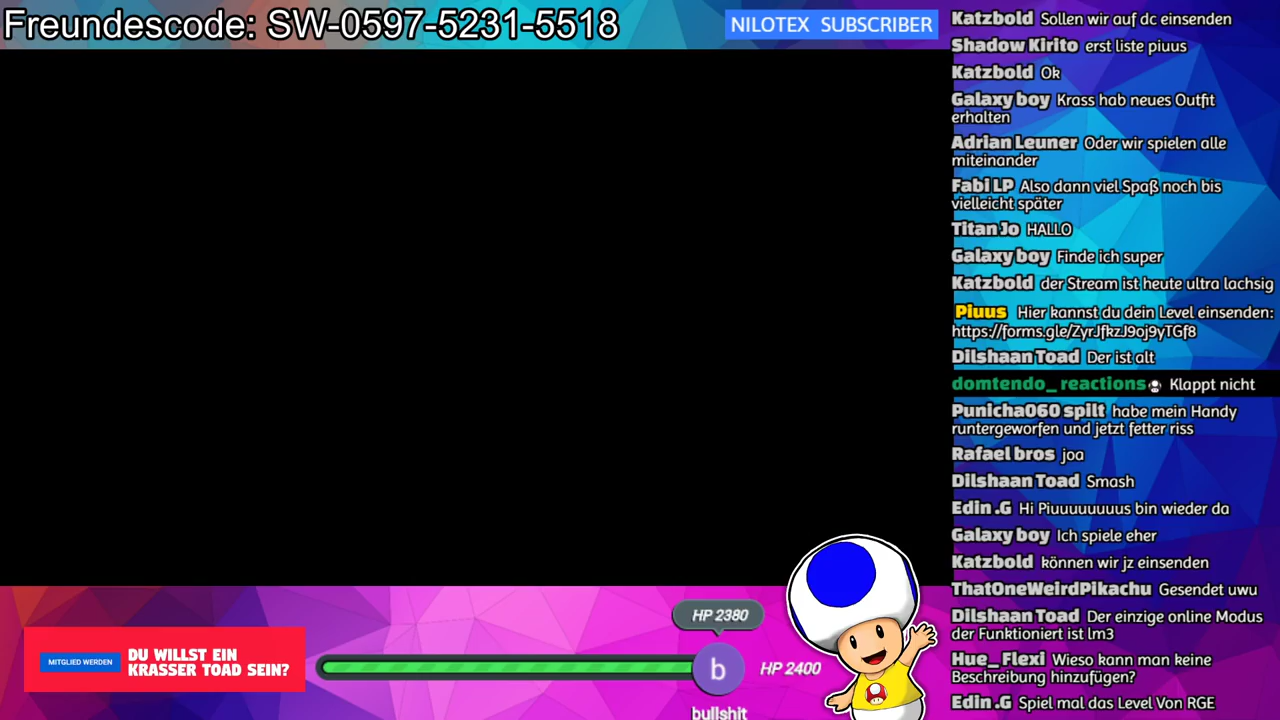 Freundescode: SW-0597-5231-5518
NILOTEX SUBSCRIBER
Katzbold Sollen wir auf dc einsenden
Shadow Kirito erst liste piuus
Katzbold Ok
Galaxy boy Krass hab neues Outfit
erhalten
Adrian Leuner Oder wir spielen alle
miteinander
Fabi LP Also dann viel Spaß noch bis
vielleicht später
Titan Jo HALLO
Galaxy boy Finde ich super
Katzbold der Stream ist heute ultra lachsig
Piuus Hier kannst du dein Level einsenden:
https://forms.gle/ZyrJfkzJ9oj9yTGf8
Dilshaan Toad Der ist alt
domtendo_reactions Klappt nicht
Punicha060 spilt habe mein Handy
runtergeworfen und jetzt fetter riss
Rafael bros joa
Dilshaan Toad Smash
Edin .G Hi Piuuuuuuuus bin wieder da
Galaxy boy Ich spiele eher
Katzbold können wir jz einsenden
ThatOneWeirdPikachu Gesendet uwu
Dilshaan Toad Der einzige online Modus
der Funktioniert ist lm3
Hue_Flexi Wieso kann man keine
Beschreibung hinzufügen?
Edin .G Spiel mal das Level Von RGE
MITGLIED WERDEN
DU WILLST EIN
KRASSER TOAD SEIN?
HP 2380
b
HP 2400
bullshit